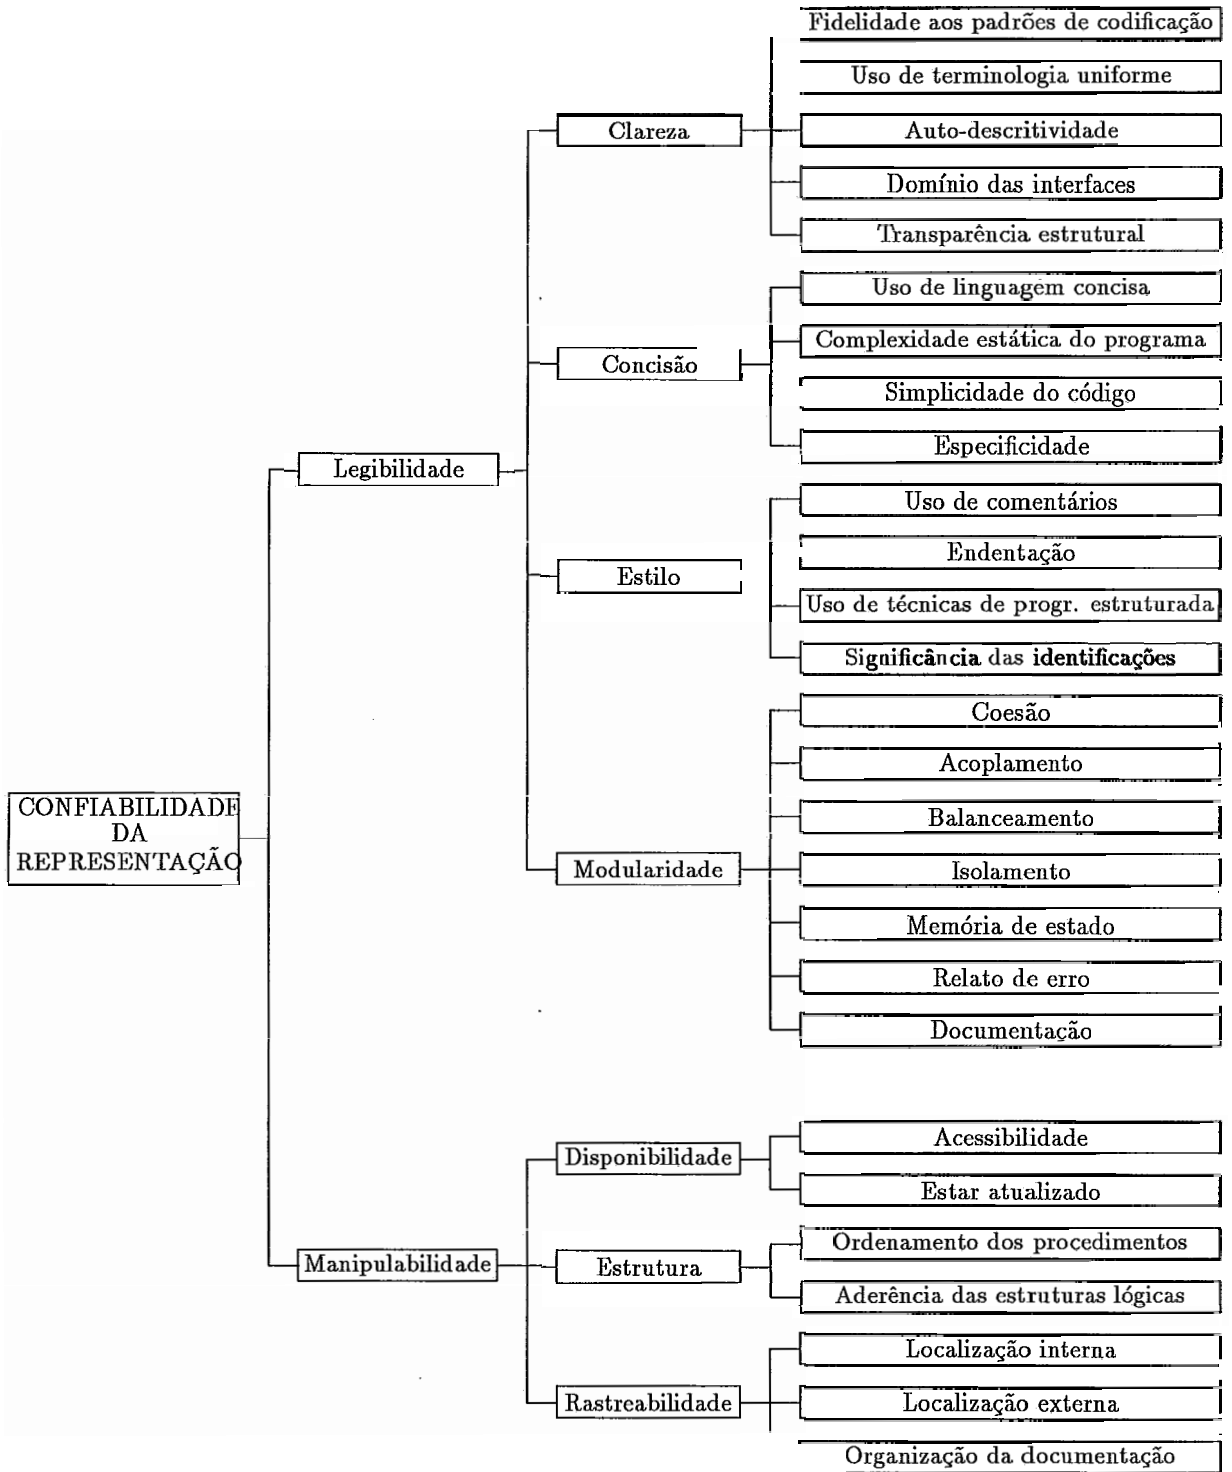 Fidelidade aos padrões de codificação
Uso de terminologia uniforme
Clareza
Auto-descritividade
Domínio das interfaces
Transparência estrutural
Uso de linguagem concisa
Complexidade estática do programa
Concisão
Simplicidade do código
Especificidade
Legibilidade
Uso de comentários
Endentação
Estilo
Uso de técnicas de progr. estruturada
Significância das identificações
Coesão
Acoplamento
CONFIABILIDADE
DA
REPRESENTAÇÃO
Balanceamento
Modularidade
Isolamento
Memória de estado
Relato de erro
Documentação
Acessibilidade
Disponibilidade
Estar atualizado
Ordenamento dos procedimentos
Manipulabilidade
Estrutura
Aderência das estruturas lógicas
Localização interna
Rastreabilidade
Localização externa
Organização da documentação